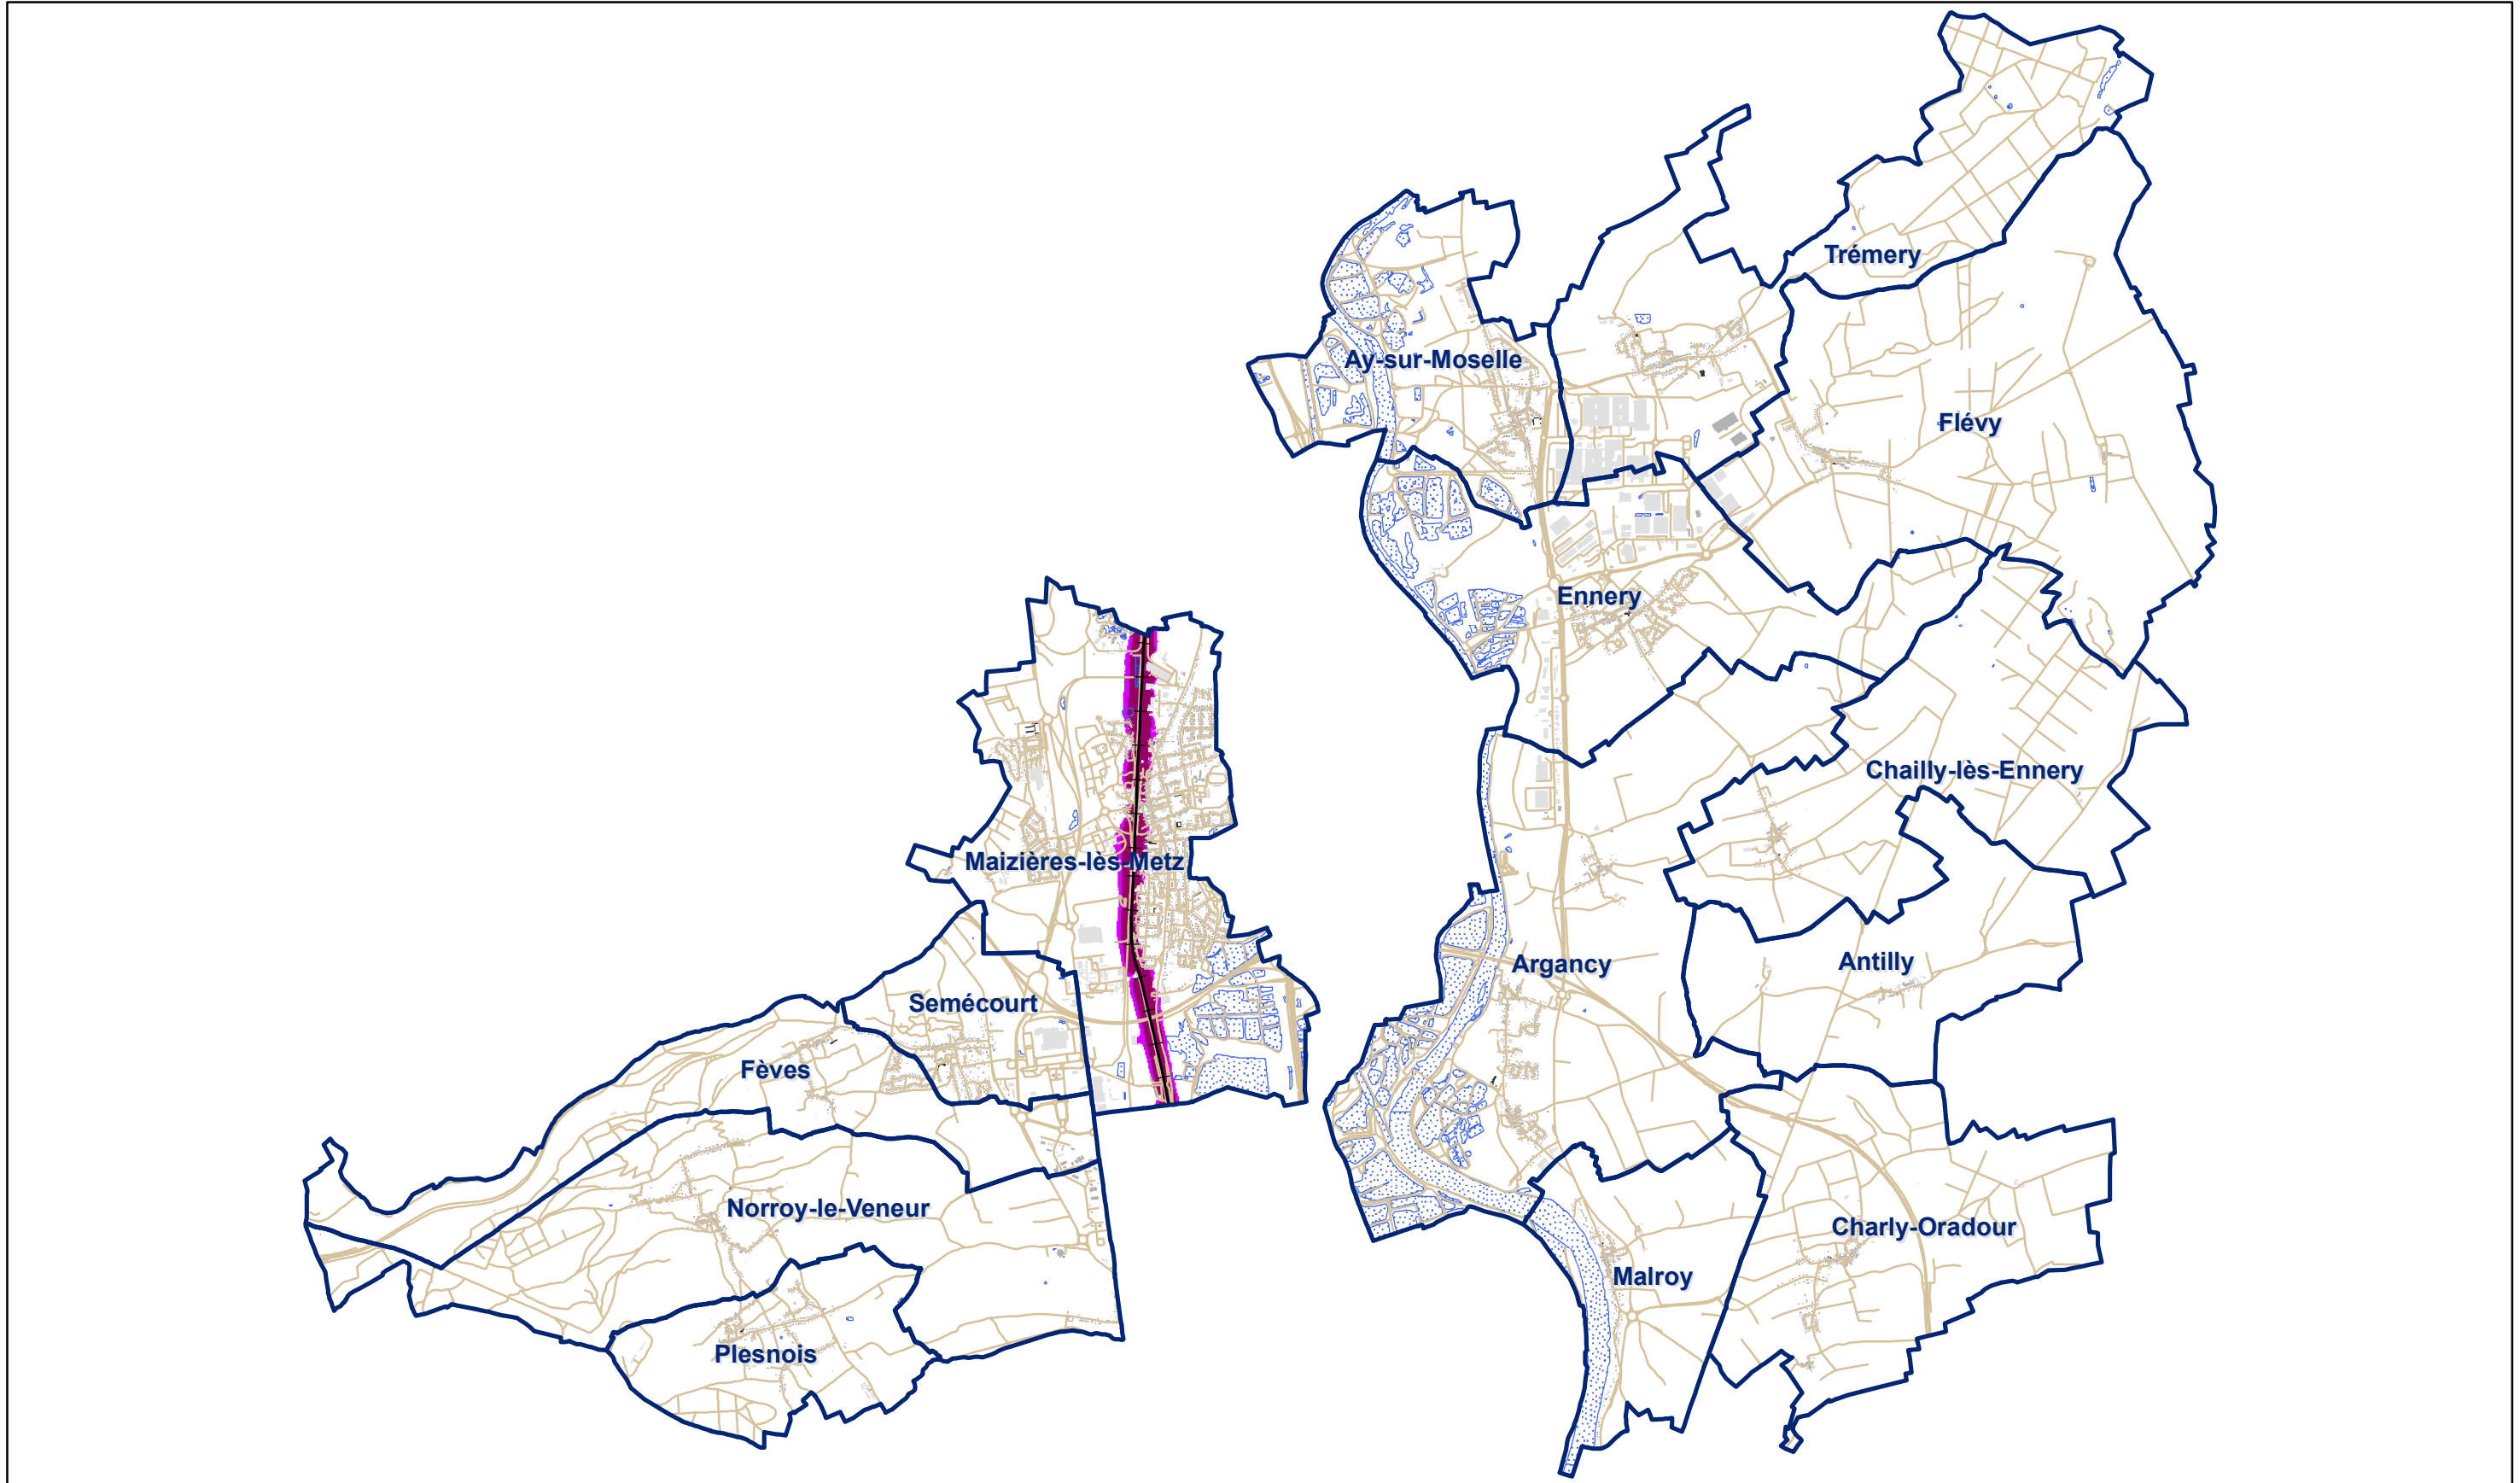 Trémery
Ay-sur-Moselle
Flévy
Ennery
Chailly-lès-Ennery
Maizières-lès-Metz
Argancy
Antilly
Semécourt
Fèves
Norroy-le-Veneur
Charly-Oradour
Malroy
Plesnois